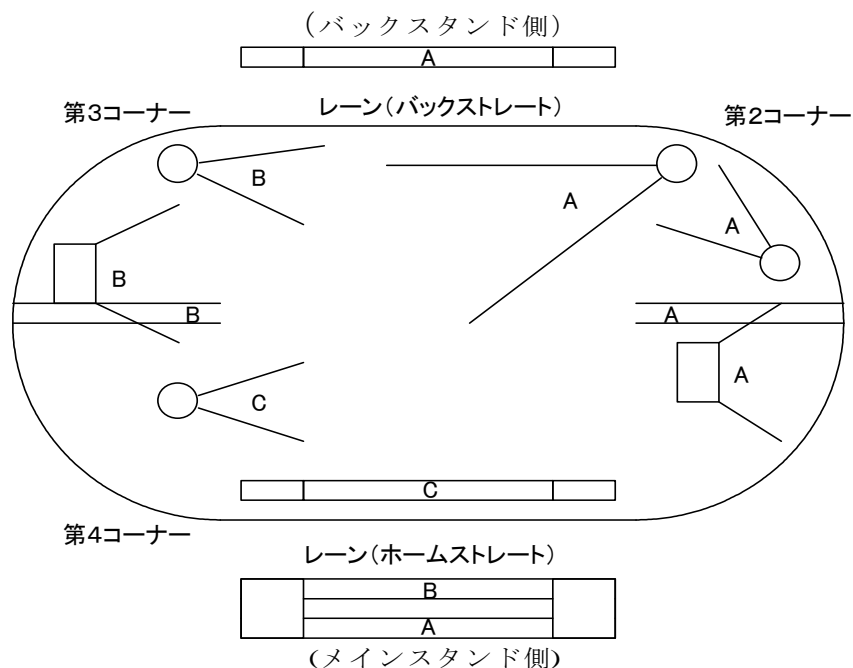 (バックスタンド側)
A
レーン(バックストレート)
第3コーナー
第2コーナー
B
A
A
B
B
A
A
C
C
第4コーナー
レーン(ホームストレート)
B
A
(メインスタンド側)